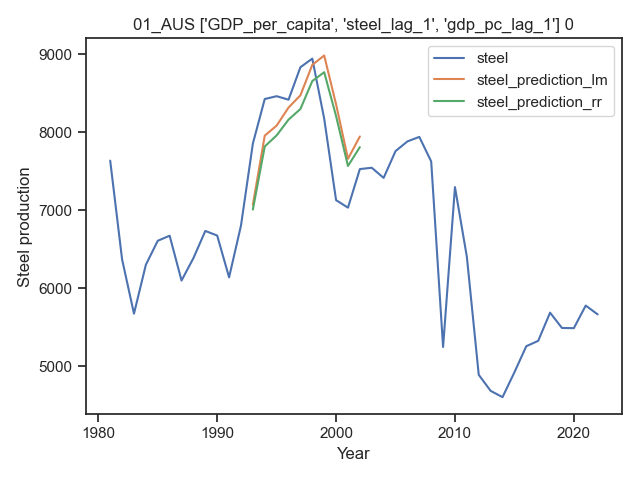 01_AUS ['GDP_per_capita', 'steel_lag_1', 'gdp_pc_lag_1'] 0
steel
steel_prediction_lm
steel_prediction_rr
9000
8000
7000
6000
5000
Steel production
1980
1990
2000
2010
2020
Year